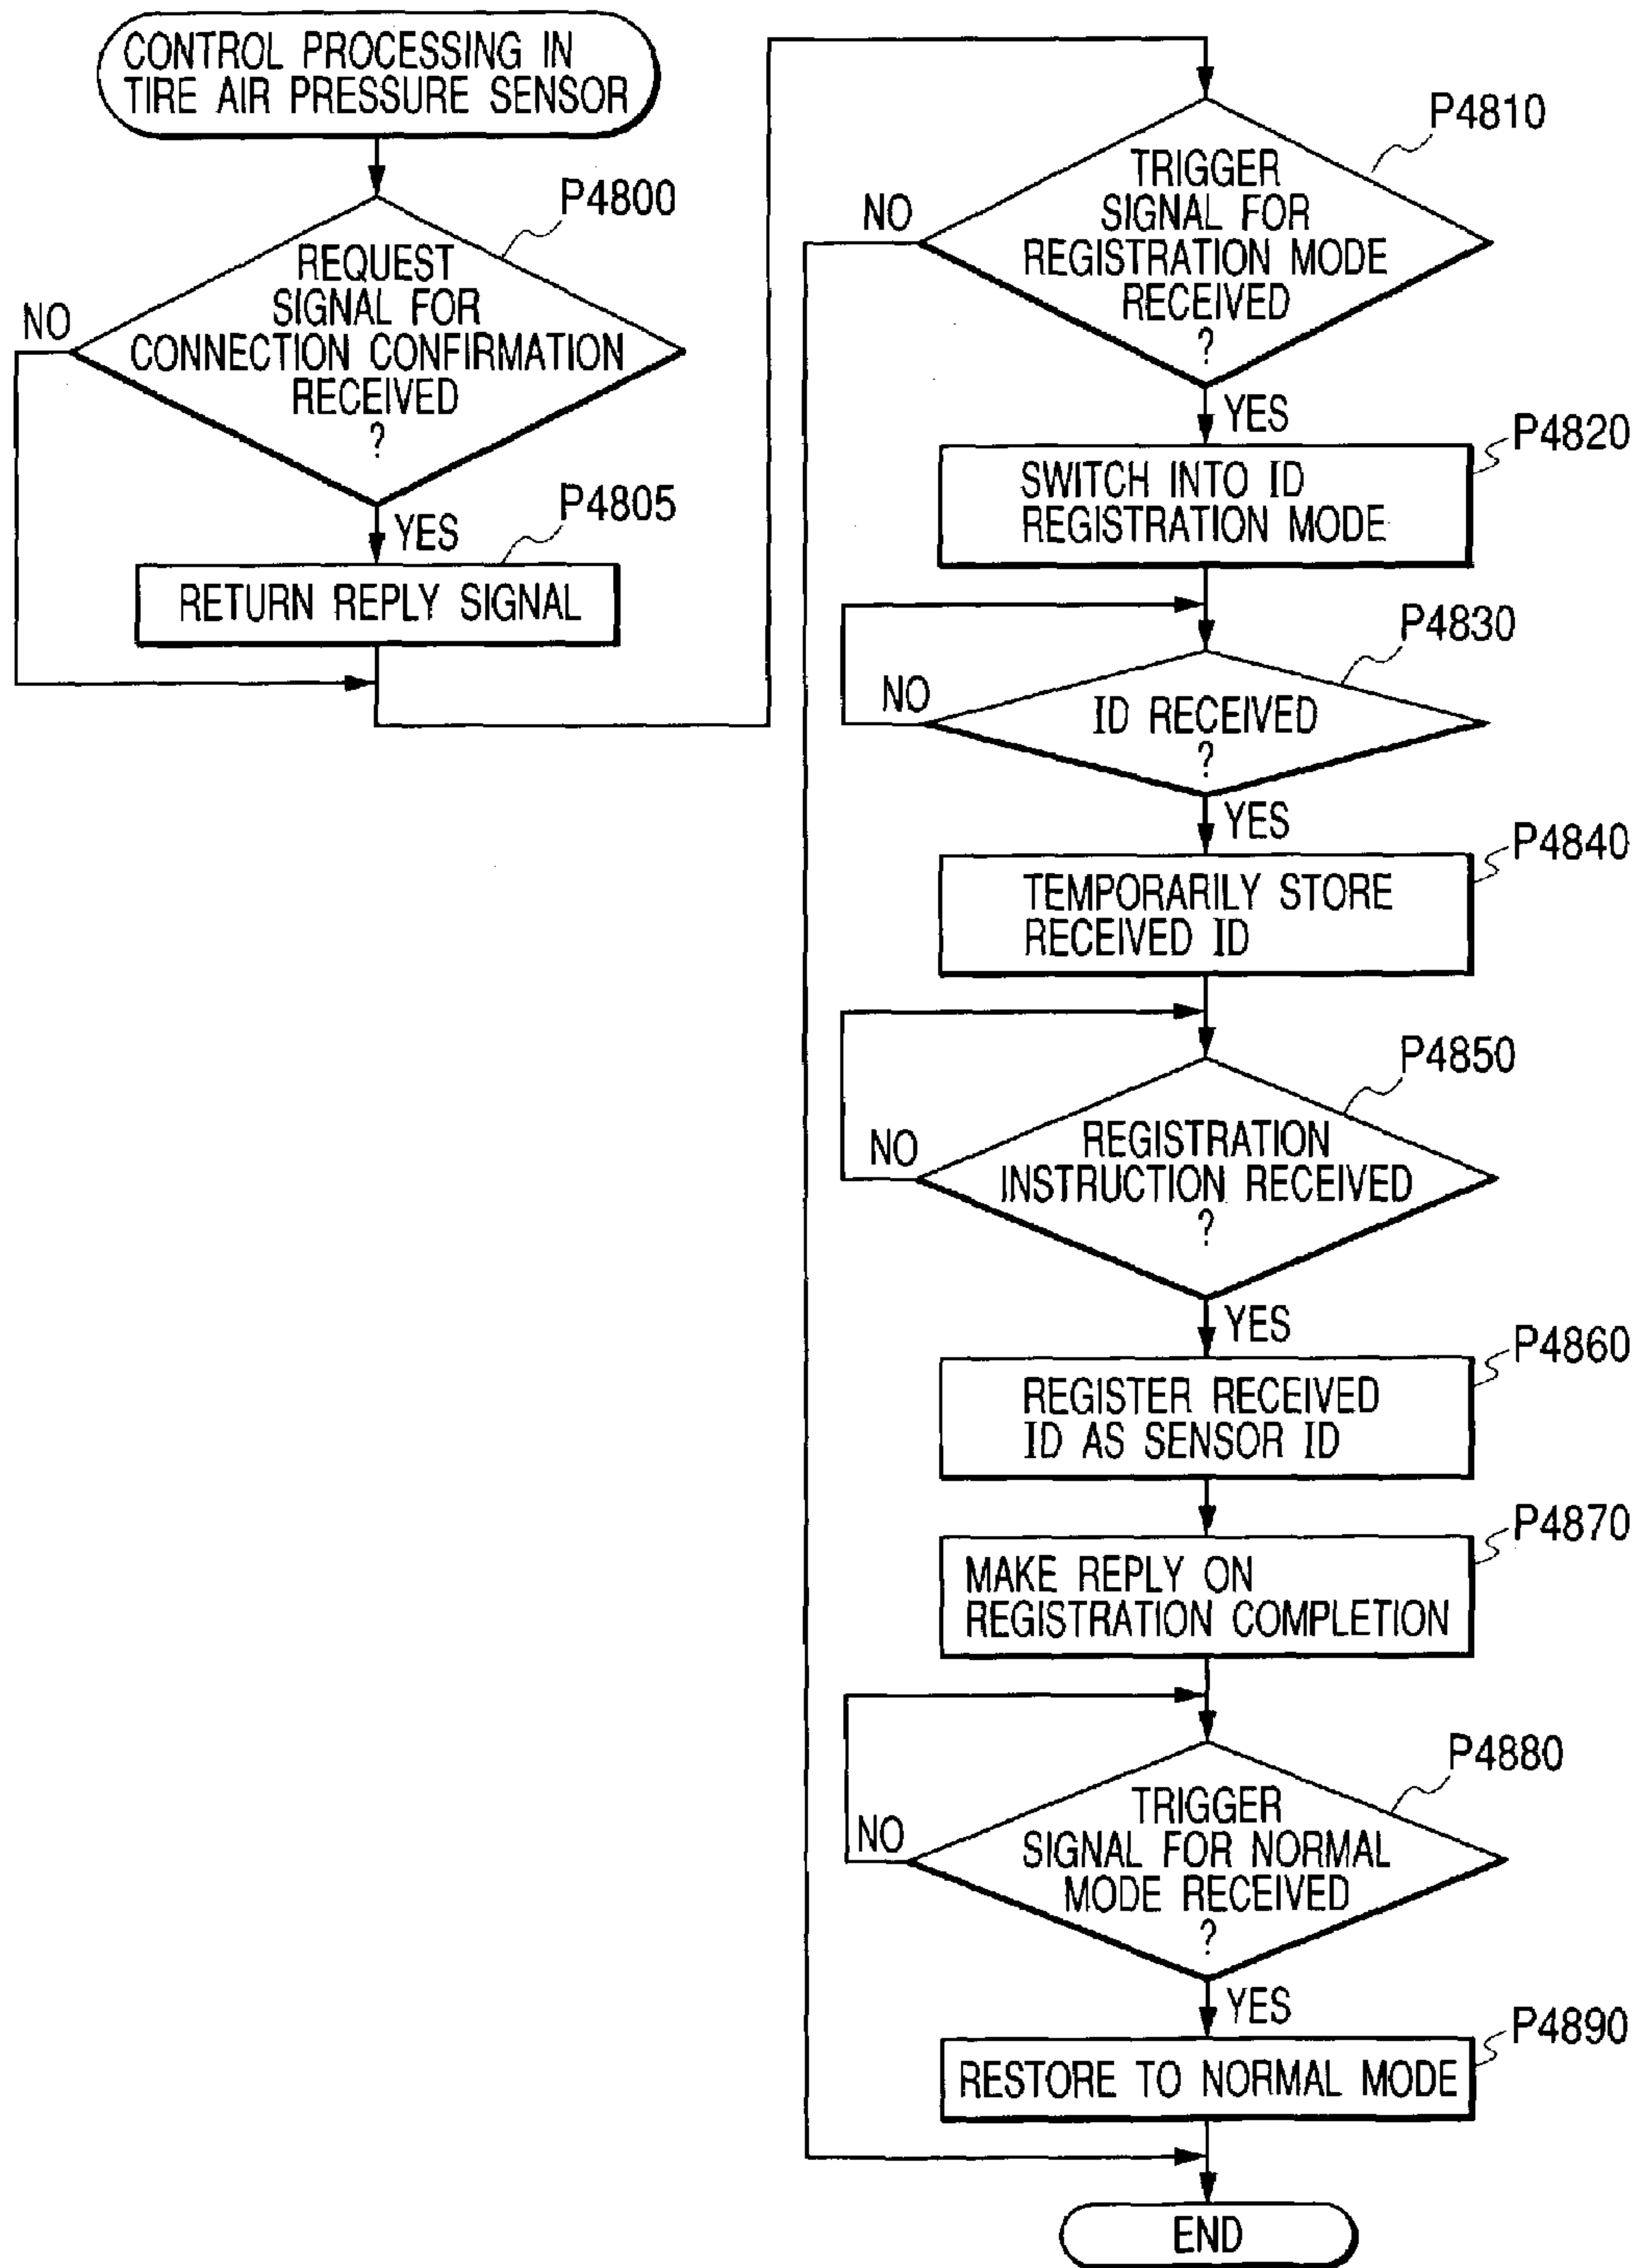 CONTROL PROCESSING IN
TIRE AIR PRESSURE SENSOR
P4800
REQUEST
SIGNAL FOR
CONNECTION CONFIRMATION
RECEIVED
?
NO
YES
P4805
RETURN REPLY SIGNAL
P4810
TRIGGER
SIGNAL FOR
REGISTRATION MODE
RECEIVED
?
NO
YES
P4820
SWITCH INTO ID
REGISTRATION MODE
P4830
ID RECEIVED
?
NO
YES
P4840
TEMPORARILY STORE
RECEIVED ID
P4850
REGISTRATION
INSTRUCTION RECEIVED
?
NO
YES
P4860
REGISTER RECEIVED
ID AS SENSOR ID
P4870
MAKE REPLY ON
REGISTRATION COMPLETION
P4880
TRIGGER
SIGNAL FOR NORMAL
MODE RECEIVED
?
NO
YES
P4890
RESTORE TO NORMAL MODE
END